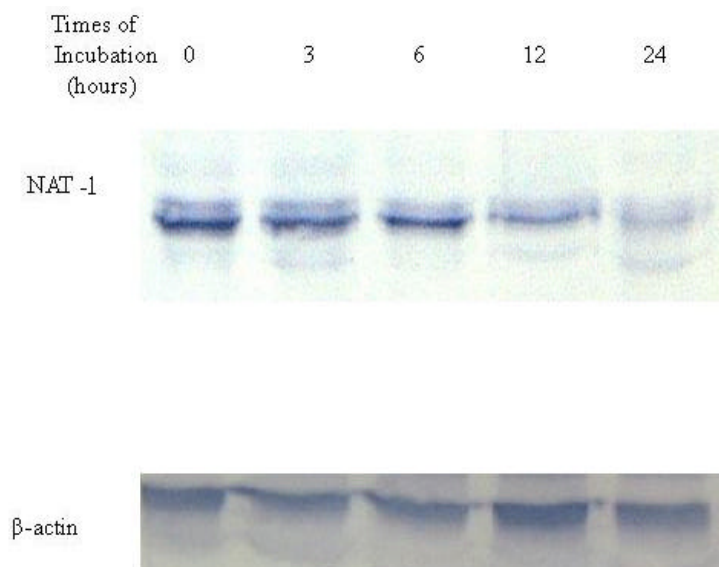 Times of
Incubation 0 3 6 12 24
(hours)
NAT -1
β-actin